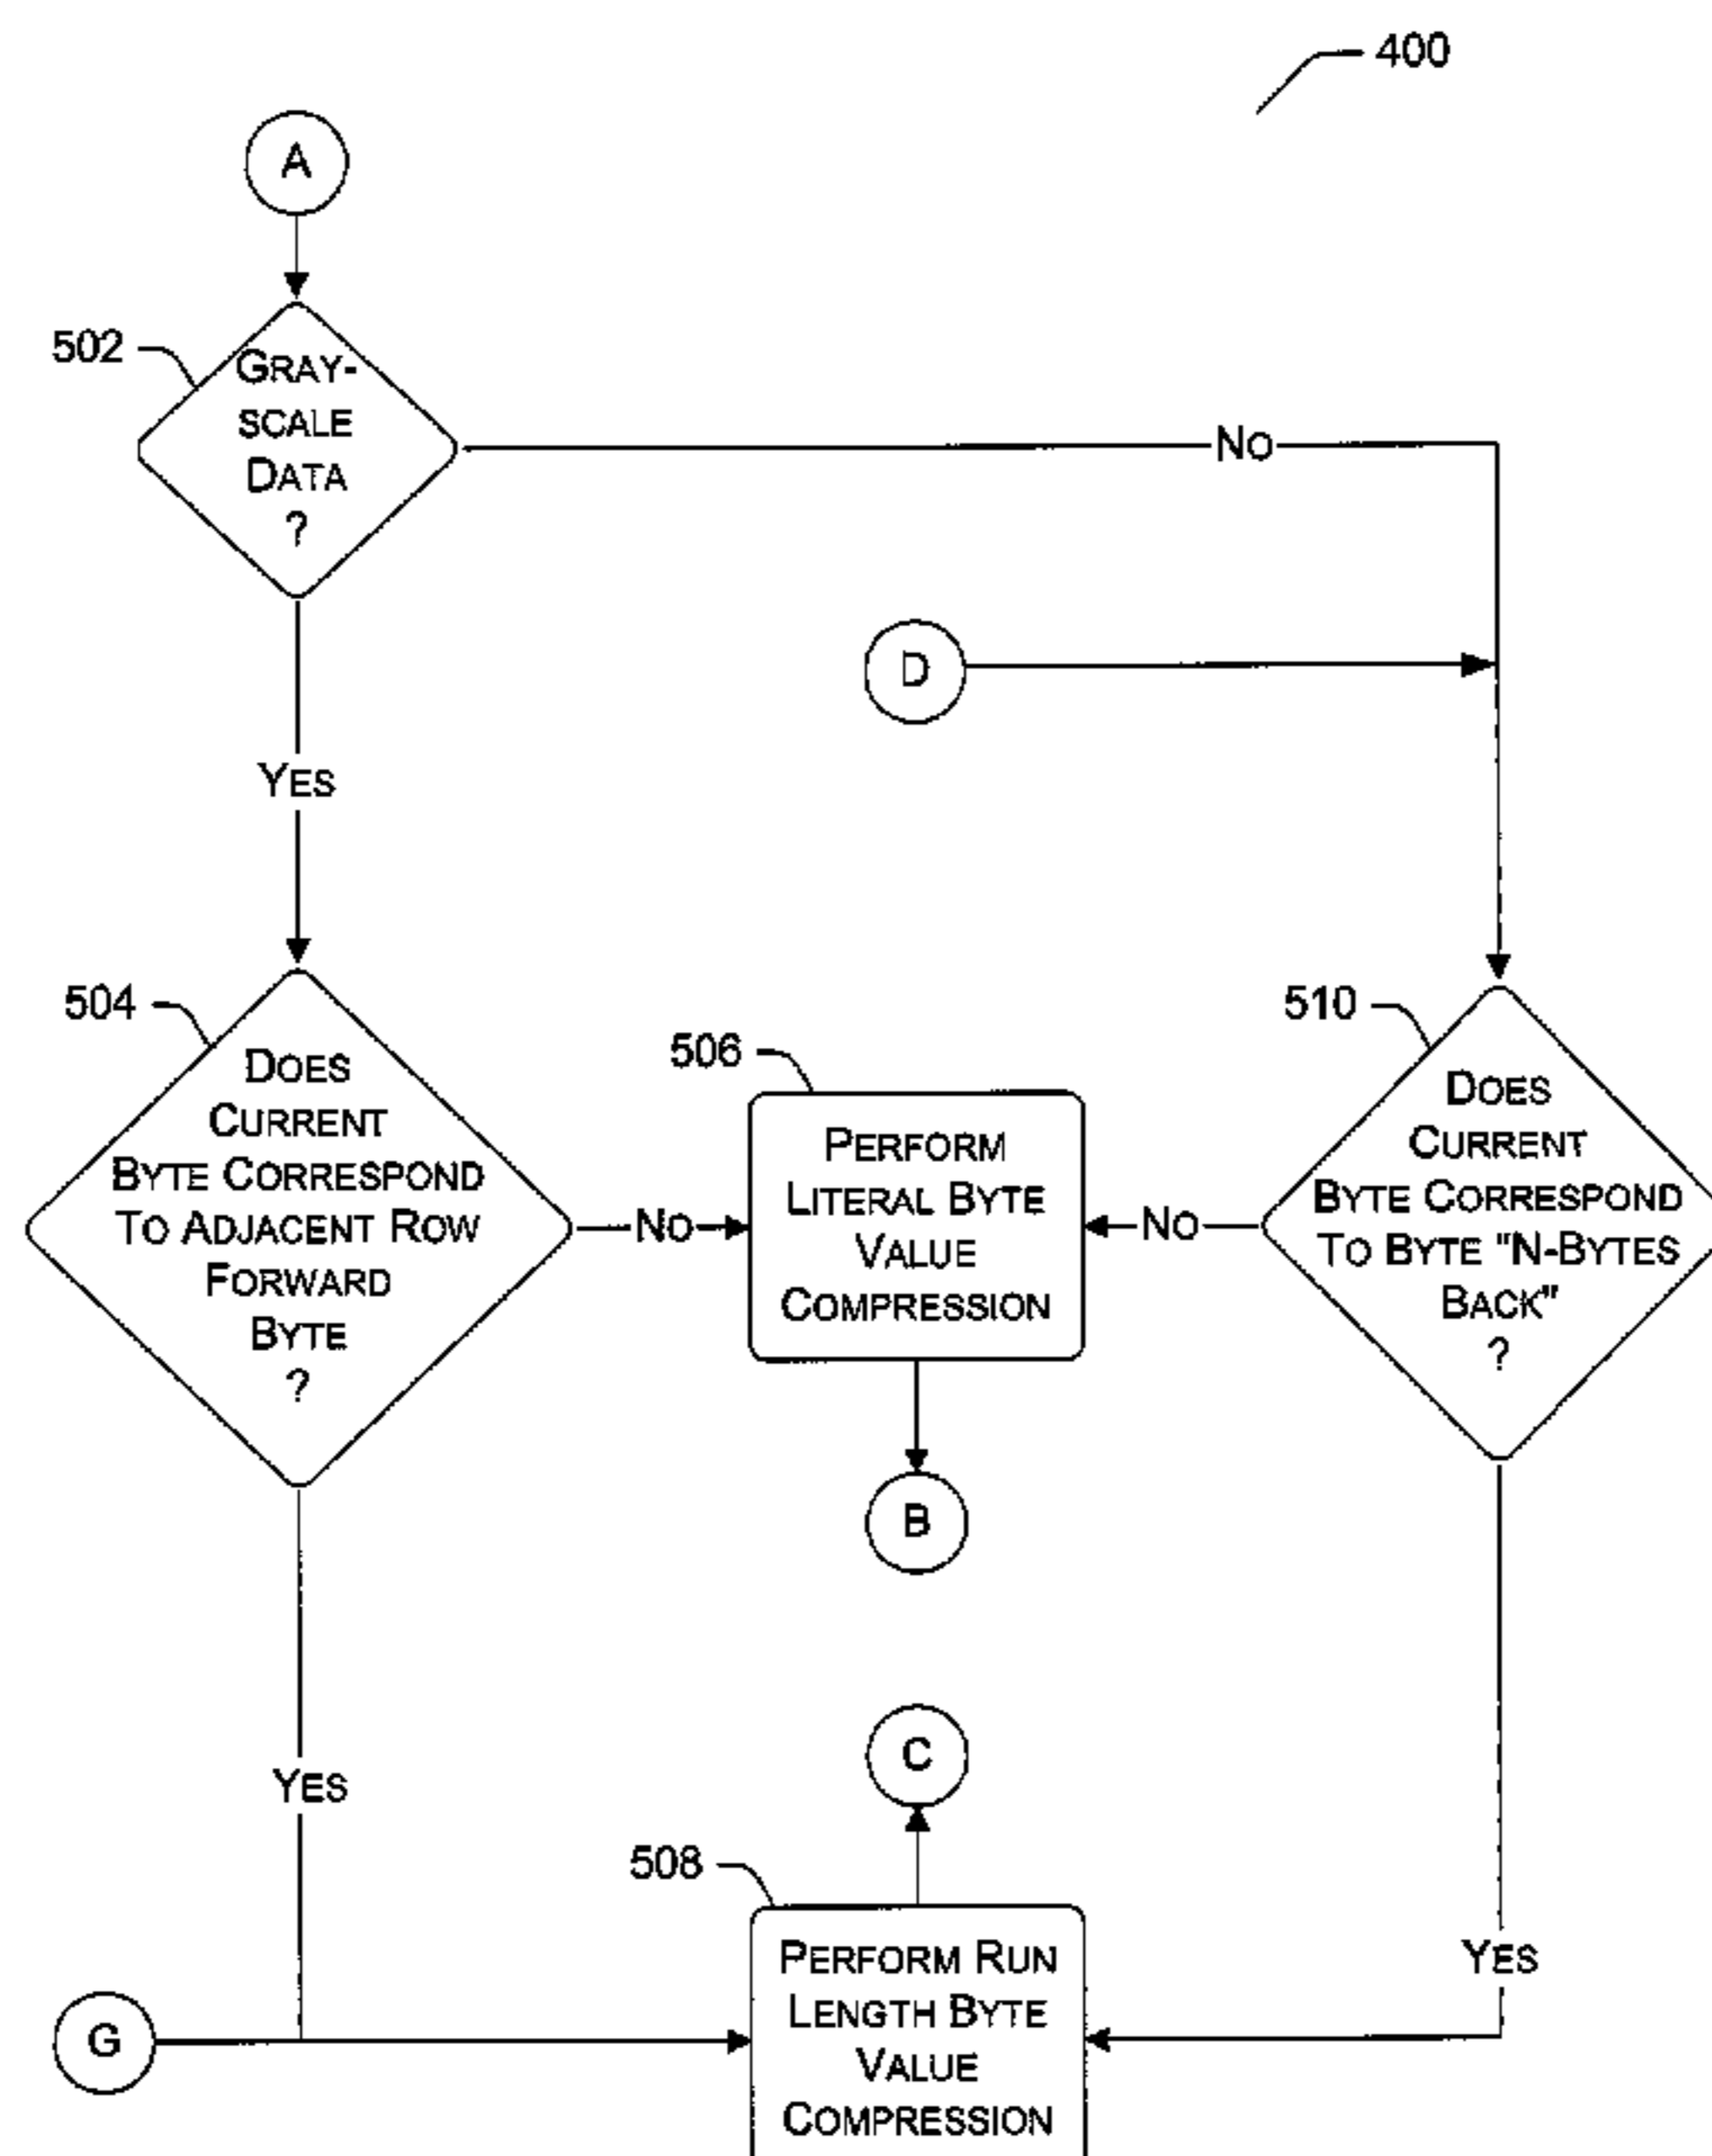 400
A
502
GRAY-
SCALE
DATA
?
NO
D
YES
504
DOES
CURRENT
BYTE CORRESPOND
TO ADJACENT ROW
FORWARD
BYTE
?
NO
506
PERFORM
LITERAL BYTE
VALUE
COMPRESSION
NO
510
DOES
CURRENT
BYTE CORRESPOND
TO BYTE "N-BYTES
BACK"
?
B
C
YES
508
PERFORM RUN
LENGTH BYTE
VALUE
COMPRESSION
YES
G